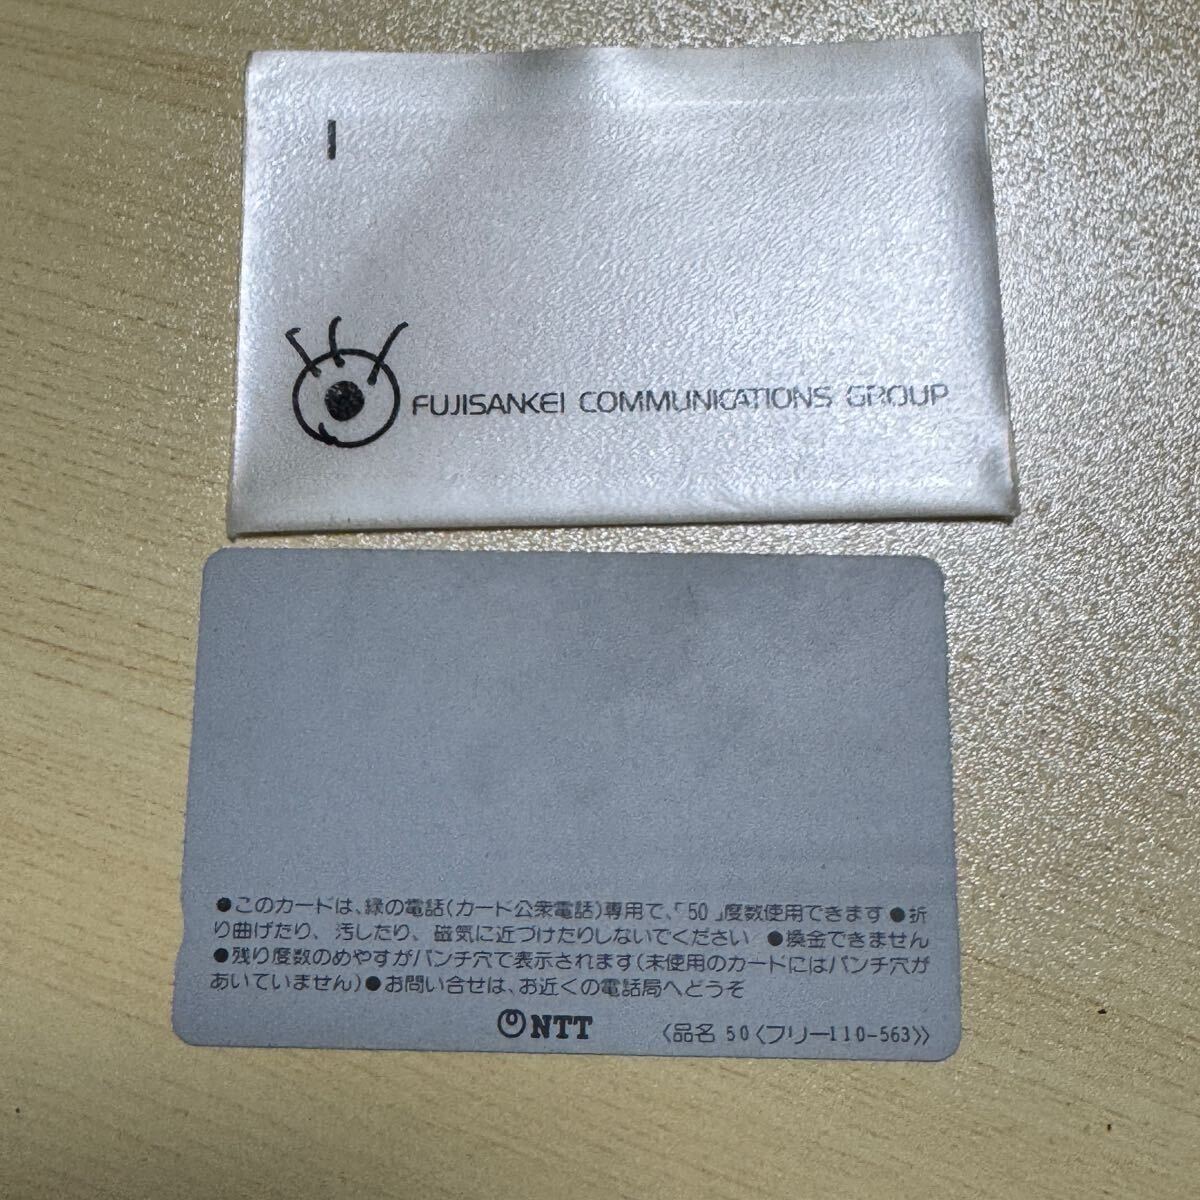 FUJISANKEI COMMUNICATIONS GROUP
●このカードは、緑の電話(カード公衆電話)専用で、「50」度数使用できます●折
り曲げたり、汚したり、磁気に近づけたりしないでください ●換金できません
●残り度数のめやすがパンチ穴で表示されます(未使用のカードにはパンチ穴が
あいていません)●お問い合せは、お近くの電話局へどうぞ
NTT 〈品名 50〈フリー110-563〉〉